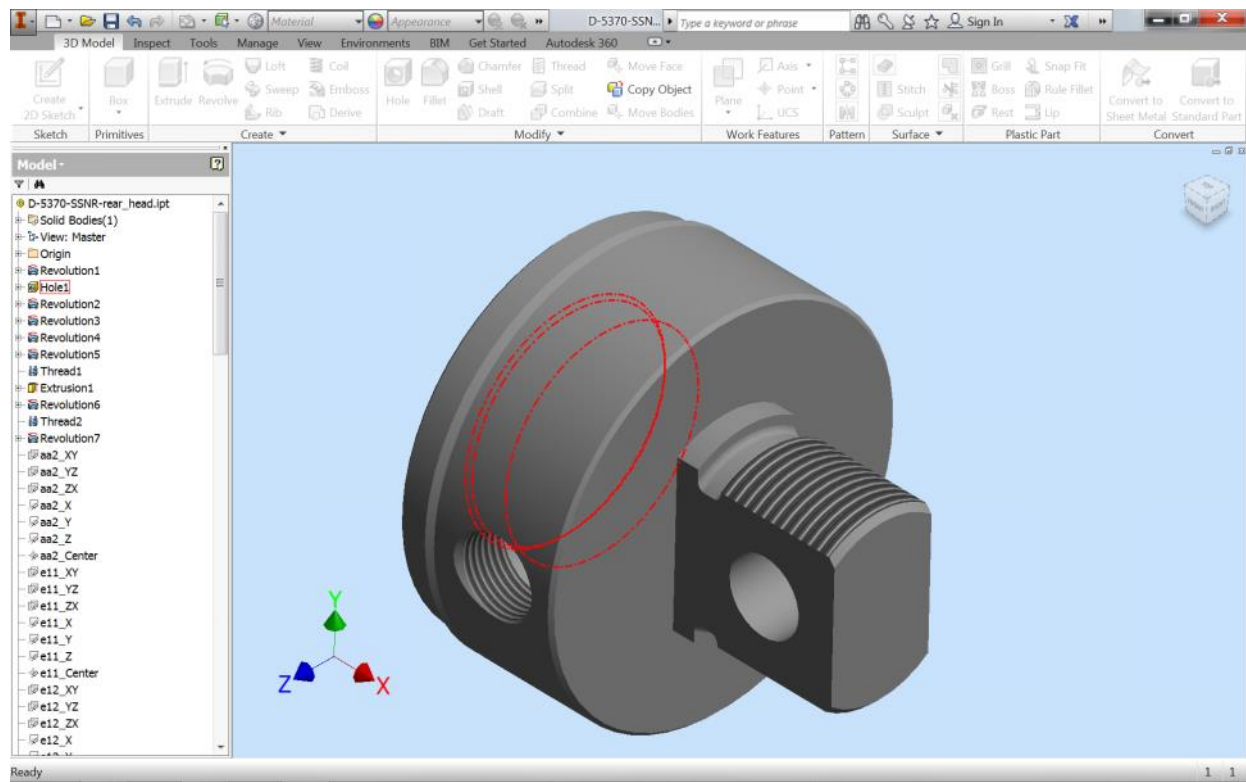 Material Appearance D-5370-SSN... Type a keyword or phrase Sign In
3D Model Inspect Tools Manage View Environments BIM Get Started Autodesk 360
Loft Coil Chamfer Thread Move Face Axis Grill Snap Fit
Create 2D Sketch Box Extrude Revolve Sweep Emboss Hole Fillet Shell Split Copy Object Plane Point Stitch Boss Rule Fillet Convert to Sheet Metal Convert to Standard Part
Rib Derive Draft Combine Move Bodies UCS Sculpt Rest Lip
Sketch Primitives Create Modify Work Features Pattern Surface Plastic Part Convert
Model
D-5370-SSNR-rear_head.ipt
Solid Bodies(1)
View: Master
Origin
Revolution1
Hole1
Revolution2
Revolution3
Revolution4
Revolution5
Thread1
Extrusion1
Revolution6
Thread2
Revolution7
aa2_XY
aa2_YZ
aa2_ZX
aa2_X
aa2_Y
aa2_Z
aa2_Center
e11_XY
e11_YZ
e11_ZX
e11_X
e11_Y
e11_Z
e11_Center
e12_XY
e12_YZ
e12_ZX
e12_X
Y
Z X
Ready 1 1